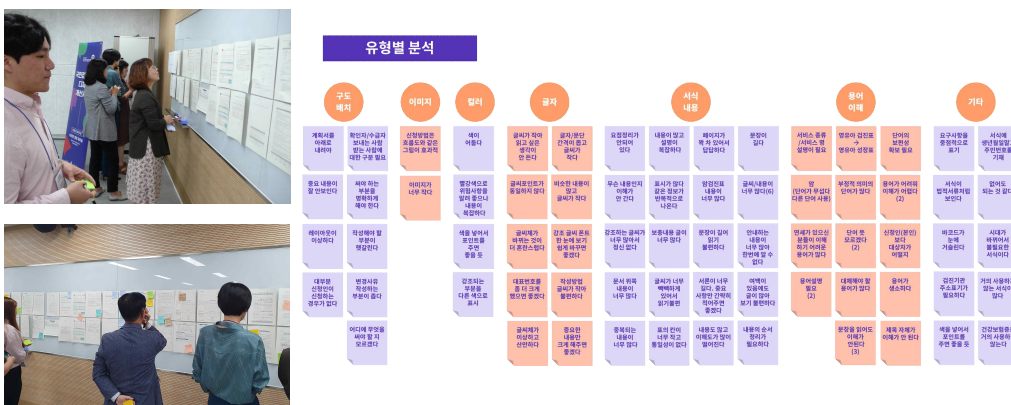 유형별 분석
구도
배치
이미지
컬러
글자
서식
내용
용어
이해
기타
계획서를
아래로
내려야
확인자/수급자
보내는 사람
받는 사람에
대한 구분 필요
신청방법은
흐름도와 같은
그림이 효과적
색이
어둡다
글씨가 작아
읽고 싶은
생각이
안 든다
글자/문단
간격이 좁고
글씨가
작다
요점정리가
안되어
있다
내용이 많고
설명이
복잡하다
페이지가
꽉 차 있어서
답답하다
문장이
길다
서비스 종류
/서비스 명
설명이 필요
영유아 검진표
→
영유아 성장표
단어의
보편성
확보 필요
요구사항을
중점적으로
표기
서식에
생년월일말고
주민번호를
기재
중요 내용이
잘 안보인다
써야 하는
부분을
명확하게
해야 한다
이미지가
너무 작다
빨간색으로
위험사항을
알려 좋으나
내용이
복잡하다
글씨포인트가
통일하지 않다
비슷한 내용이
많고
글씨가 작다
무슨 내용인지
이해가
안 간다
표시가 많다
같은 정보가
반복적으로
나온다
암검진표
내용이
너무 많다
글씨/내용이
너무 많다(6)
암
(단어가 무섭다
다른 단어 사용)
부정적 의미의
단어가 많다
용어가 어려워
이해가 어렵다
(2)
서식이
법적서류처럼
보인다
없어도
되는 것 같다
레이아웃이
이상하다
작성해야 할
부분이
헷갈린다
색을 넣어서
포인트를
주면
좋을 듯
글씨체가
바뀌는 것이
더 혼란스럽다
강조 글씨 폰트
한 눈에 보기
쉽게 바꾸면
좋겠다
강조하는 글씨가
너무 많아서
정신 없다
보충내용 글이
너무 많다
문장이 길어
읽기
불편하다
안내하는
내용이
너무 많아
한번에 알 수
없다
연세가 있으신
분들이 이해
하기 어려운
용어가 많다
단어 뜻
모르겠다
(2)
신청인(본인)
보다
대상자가
어떨지
바코드가
눈에
거슬린다
시대가
바뀌어서
불필요한
서식이다
대부분
신청인이
신청하는
경우가 없다
변경사유
작성하는
부분이 좁다
강조되는
부분을
다른 색으로
표시
대표번호를
좀 더 크게
했으면 좋겠다
작성방법
글씨가 작아
불편하다
문서 위쪽
내용이
너무 많다
글씨가 너무
빽빽하게
있어서
읽기불편
서론이 너무
길다. 중요
사항만 간략히
적어주면
좋겠다
여백이
있음에도
글이 많아
보기 불편하다
용어설명
필요
(2)
대체해야 할
용어가 있다
용어가
생소하다
검진기관
주소표기가
필요하다
거의 사용하지
않는 서식이
많다
어디에 무엇을
써야 할 지
모르겠다
글씨체가
이상하고
산만하다
중요한
내용만
크게 해주면
좋겠다
중복되는
내용이
너무 많다
표의 칸이
너무 작고
통일성이 없다
내용도 많고
이해도가 많이
떨어진다
내용의 순서
정리가
필요하다
문장을 읽어도
이해가
안된다
(3)
제목 자체가
이해가 안 된다
색을 넣어서
포인트를
주면 좋을 듯